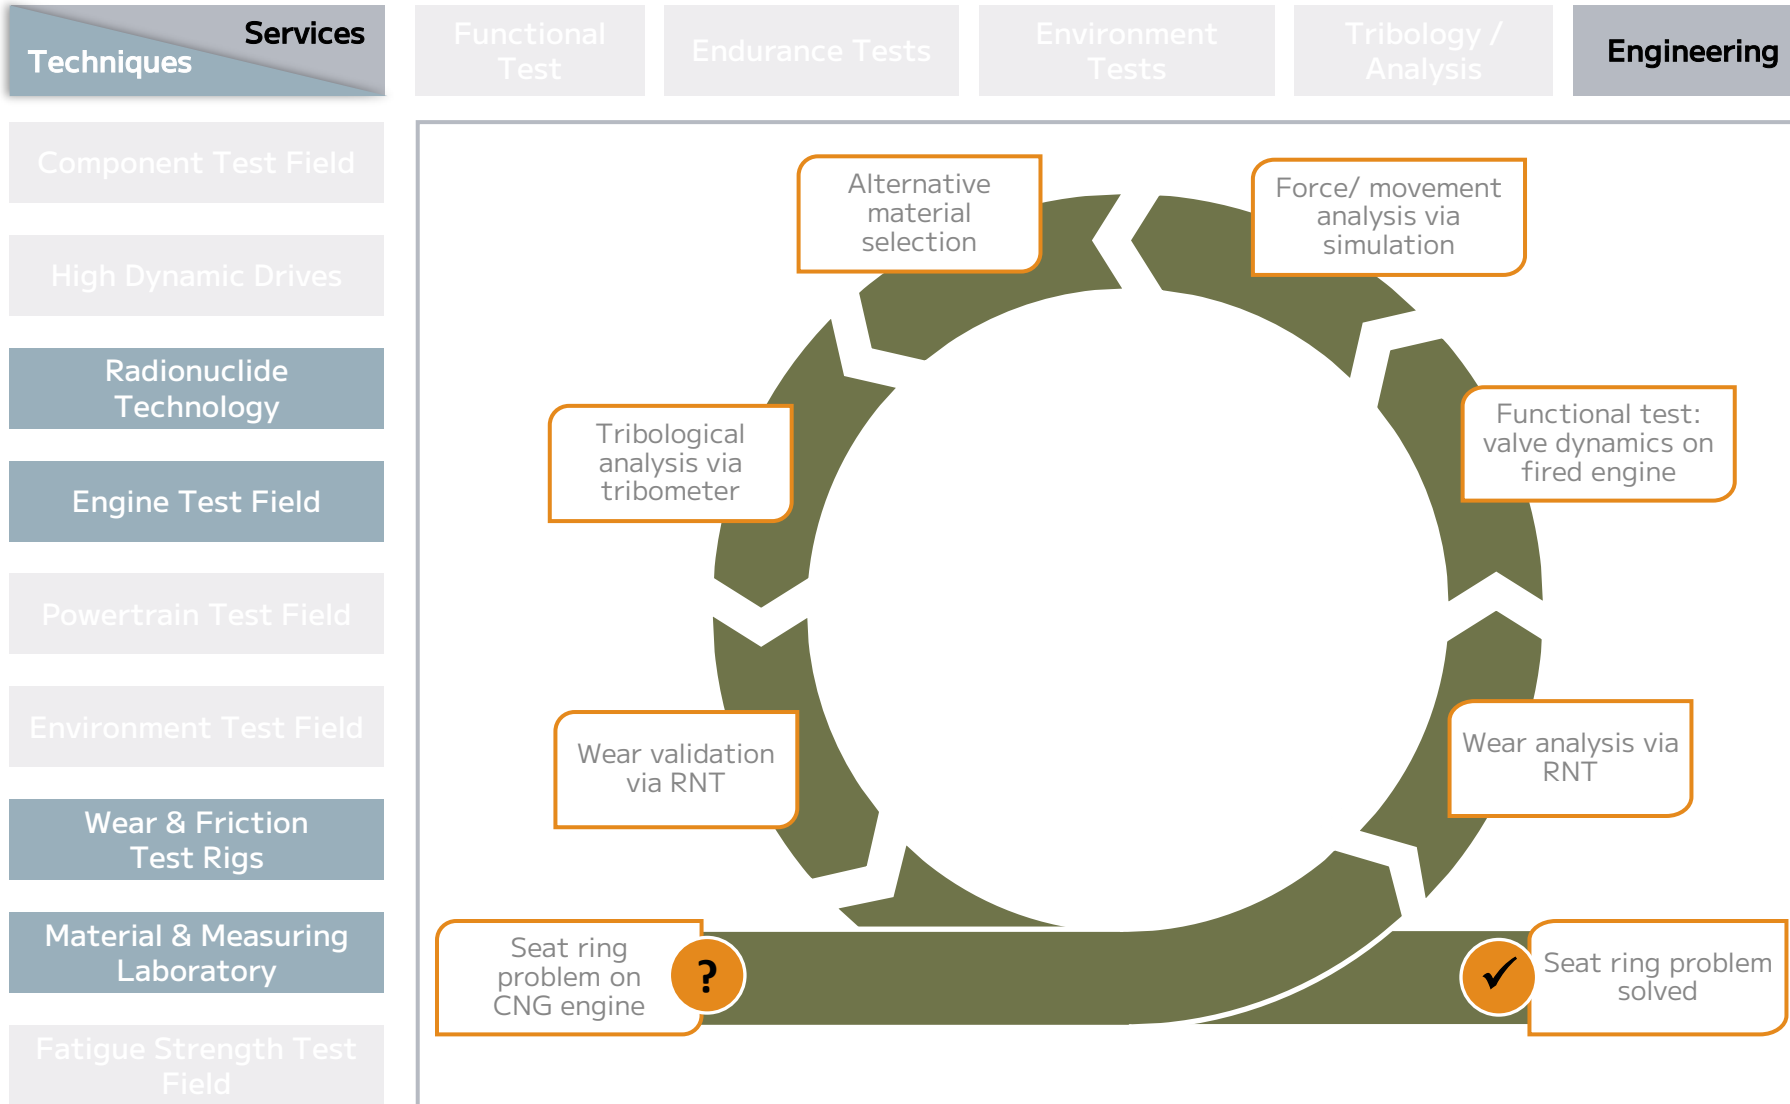 Services
Techniques
Functional
Test
Endurance Tests
Environment
Tests
Tribology /
Analysis
Engineering
Component Test Field
High Dynamic Drives
Radionuclide
Technology
Engine Test Field
Powertrain Test Field
Environment Test Field
Wear & Friction
Test Rigs
Material & Measuring
Laboratory
Fatigue Strength Test
Field
Alternative
material
selection
Force/ movement
analysis via
simulation
Tribological
analysis via
tribometer
Functional test:
valve dynamics on
fired engine
Wear validation
via RNT
Wear analysis via
RNT
Seat ring
problem on
CNG engine
?
Seat ring problem
solved